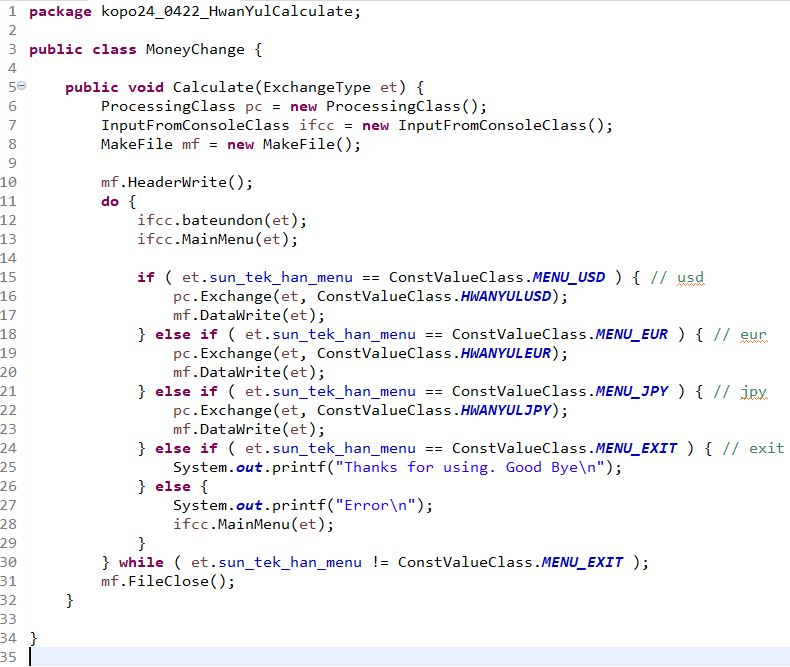 1 package kopo24_0422_HwanYulCalculate;
2
3 public class MoneyChange {
4
5     public void Calculate(ExchangeType et) {
6         ProcessingClass pc = new ProcessingClass();
7         InputFromConsoleClass ifcc = new InputFromConsoleClass();
8         MakeFile mf = new MakeFile();
9
10         mf.HeaderWrite();
11         do {
12             ifcc.bateundon(et);
13             ifcc.MainMenu(et);
14
15             if ( et.sun_tek_han_menu == ConstValueClass.MENU_USD ) { // usd
16                 pc.Exchange(et, ConstValueClass.HWANYULUSD);
17                 mf.DataWrite(et);
18             } else if ( et.sun_tek_han_menu == ConstValueClass.MENU_EUR ) { // eur
19                 pc.Exchange(et, ConstValueClass.HWANYULEUR);
20                 mf.DataWrite(et);
21             } else if ( et.sun_tek_han_menu == ConstValueClass.MENU_JPY ) { // jpy
22                 pc.Exchange(et, ConstValueClass.HWANYULJPY);
23                 mf.DataWrite(et);
24             } else if ( et.sun_tek_han_menu == ConstValueClass.MENU_EXIT ) { // exit
25                 System.out.printf("Thanks for using. Good Bye\n");
26             } else {
27                 System.out.printf("Error\n");
28                 ifcc.MainMenu(et);
29             }
30         } while ( et.sun_tek_han_menu != ConstValueClass.MENU_EXIT );
31         mf.FileClose();
32     }
33
34 }
35